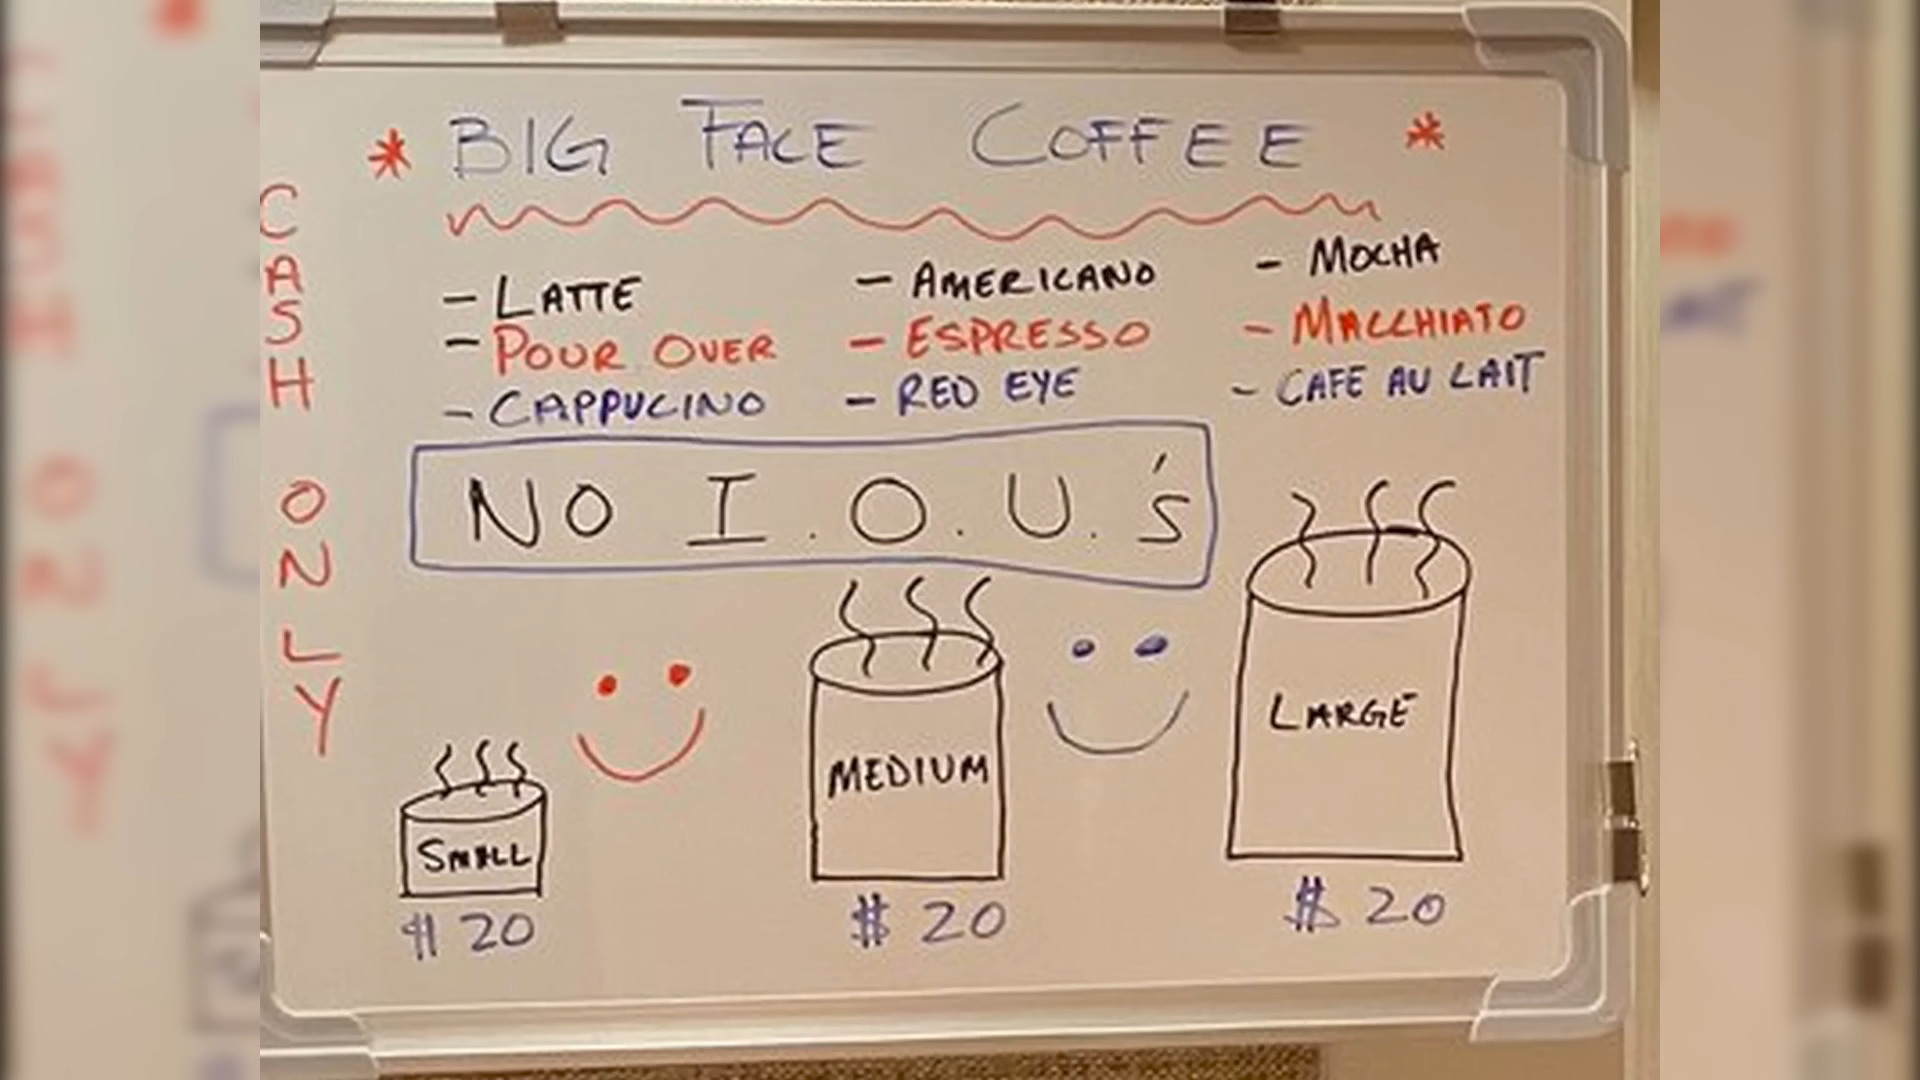 * BIG FACE COFFEE *
CASH ONLY
- LATTE
- POUR OVER
- CAPPUCINO
- AMERICANO
- ESPRESSO
- RED EYE
- MOCHA
- MACCHIATO
- CAFE AU LAIT
NO I.O.U.'s
SMALL
$20
MEDIUM
$20
LARGE
$20